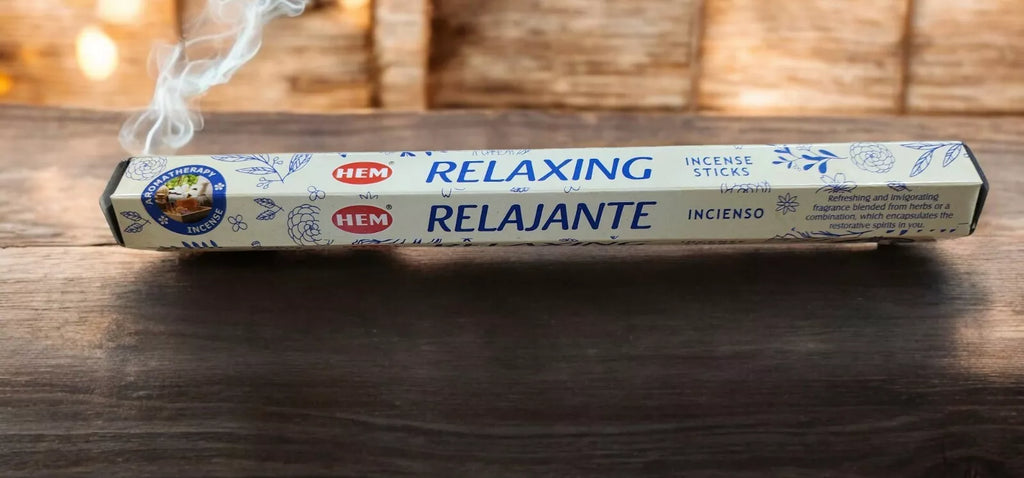 AROMATHERAPY
INCENSE
HEM®
RELAXING
INCENSE
STICKS
HEM®
RELAJANTE
INCIENSO
Refreshing and invigorating
fragrance blended from herbs or a
combination, which encapsulates the
restorative spirits in you.